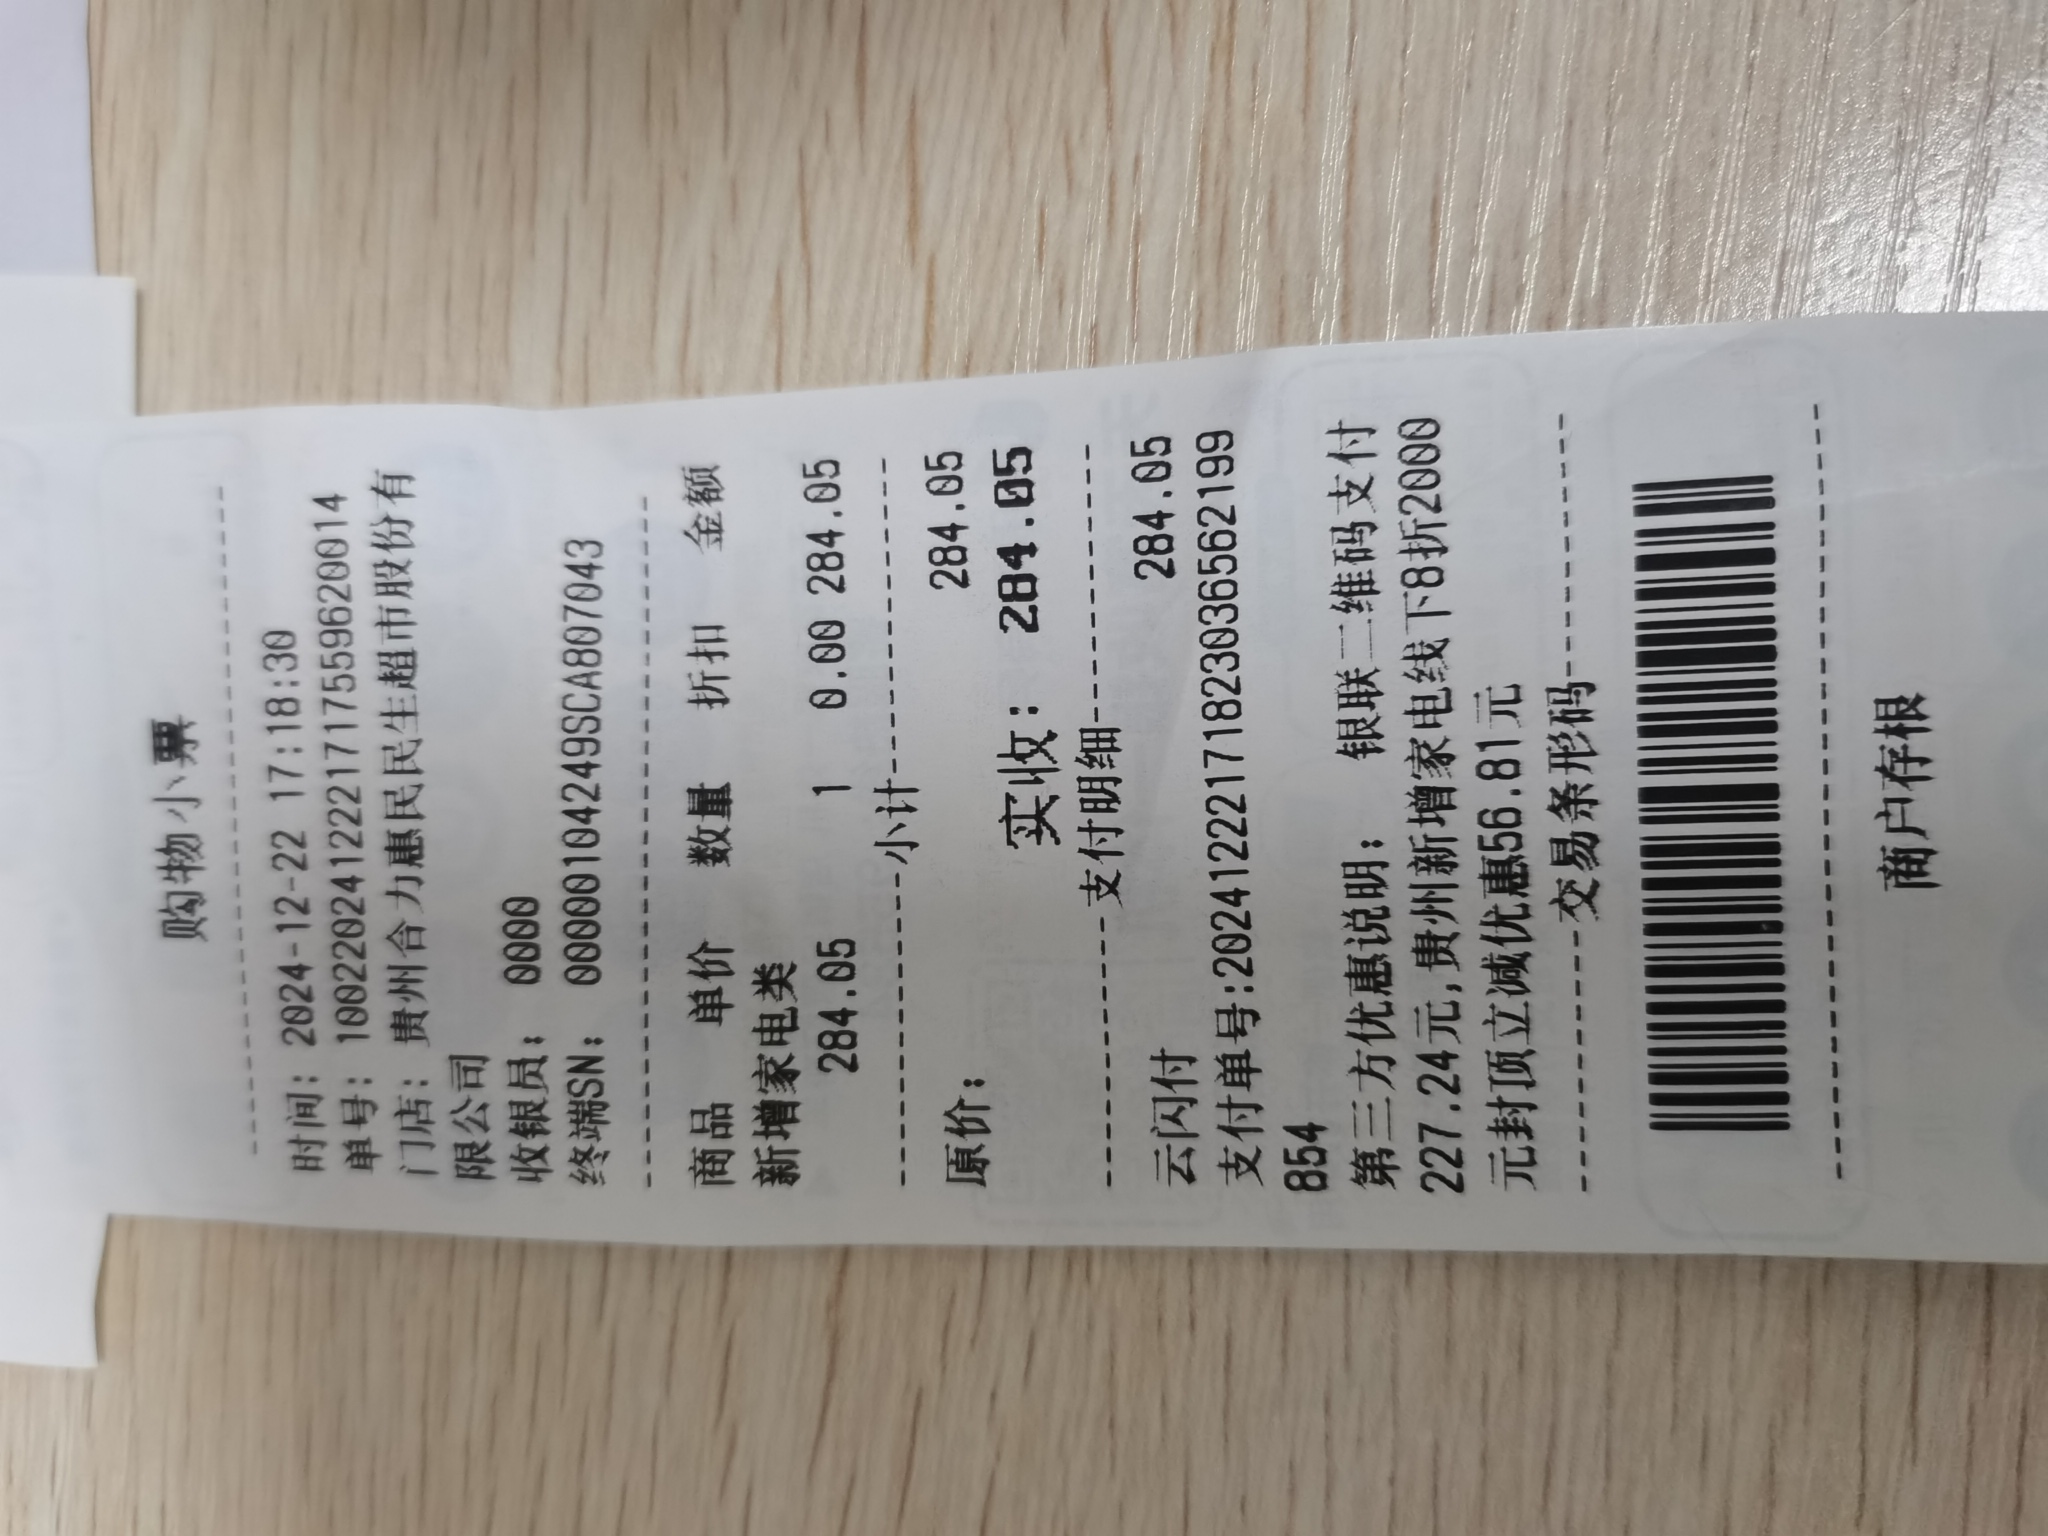 购物小票
时间: 2024-12-22 17:18:30
单号: 100220241222171755962​0014
门店: 贵州合力惠民民生超市股份有
限公司
收银员: 0000
终端SN: 00000104249SCA807043
商品 单价 数量 折扣 金额
新增家电类
284.05 1 0.00 284.05
小计
原价: 284.05
实收: 284.05
支付明细
云闪付 284.05
支付单号:20241222171823036562199
854
第三方优惠说明: 银联二维码支付
227.24元,贵州新增家电线下8折2000
元封顶立减优惠56.81元
交易条形码
商户存根